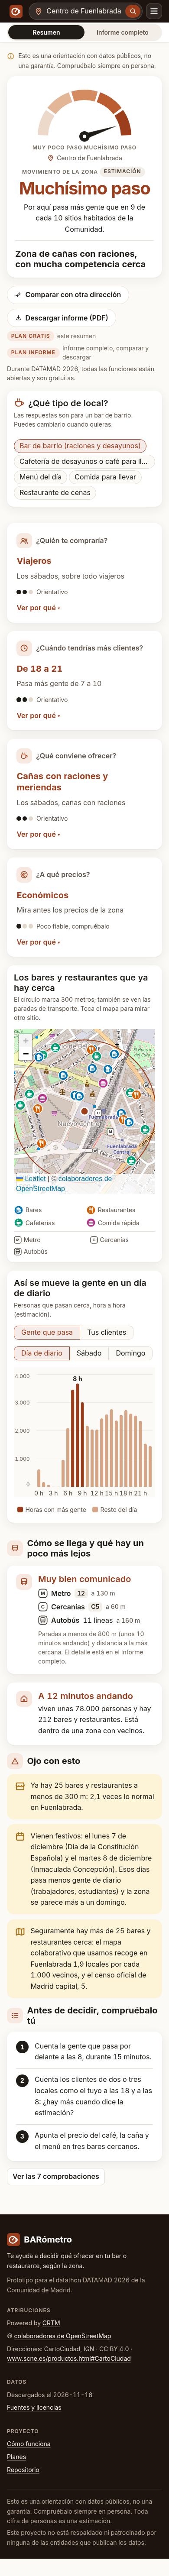 Centro de Fuenlabrada
Resumen
Informe completo
Esto es una orientación con datos públicos, no
una garantía. Compruébalo siempre en persona.
MUY POCO PASO MUCHÍSIMO PASO
Centro de Fuenlabrada
MOVIMIENTO DE LA ZONA ESTIMACIÓN
Muchísimo paso
Por aquí pasa más gente que en 9 de
cada 10 sitios habitados de la
Comunidad.
Zona de cañas con raciones,
con mucha competencia cerca
Comparar con otra dirección
Descargar informe (PDF)
PLAN GRATIS este resumen
PLAN INFORME Informe completo, comparar y
descargar
Durante DATAMAD 2026, todas las funciones están
abiertas y son gratuitas.
¿Qué tipo de local?
Las respuestas son para un bar de barrio.
Puedes cambiarlo cuando quieras.
Bar de barrio (raciones y desayunos)
Cafetería de desayunos o café para ll...
Menú del día
Comida para llevar
Restaurante de cenas
¿Quién te compraría?
Viajeros
Los sábados, sobre todo viajeros
Orientativo
Ver por qué
¿Cuándo tendrías más clientes?
De 18 a 21
Pasa más gente de 7 a 10
Orientativo
Ver por qué
¿Qué conviene ofrecer?
Cañas con raciones y
meriendas
Los sábados, cañas con raciones
Orientativo
Ver por qué
¿A qué precios?
Económicos
Mira antes los precios de la zona
Poco fiable, compruébalo
Ver por qué
Los bares y restaurantes que ya
hay cerca
El círculo marca 300 metros; también se ven las
paradas de transporte. Toca el mapa para mirar
otro sitio.
+
−
Leaflet | © colaboradores de
OpenStreetMap
Bares
Restaurantes
Cafeterías
Comida rápida
M Metro
C Cercanías
Autobús
Así se mueve la gente en un día
de diario
Personas que pasan cerca, hora a hora
(estimación).
Gente que pasa
Tus clientes
Día de diario
Sábado
Domingo
8 h
4.000
3.000
2.000
1.000
0
0 h 3 h 6 h 9 h 12 h 15 h 18 h 21 h
Horas con más gente
Resto del día
Cómo se llega y qué hay un
poco más lejos
Muy bien comunicado
M Metro 12 a 130 m
C Cercanías C5 a 60 m
Autobús 11 líneas a 160 m
Paradas a menos de 800 m (unos 10
minutos andando) y distancia a la más
cercana. El detalle está en el Informe
completo.
A 12 minutos andando
viven unas 78.000 personas y hay
212 bares y restaurantes. Está
dentro de una zona con vecinos.
Ojo con esto
Ya hay 25 bares y restaurantes a
menos de 300 m: 2,1 veces lo normal
en Fuenlabrada.
Vienen festivos: el lunes 7 de
diciembre (Día de la Constitución
Española) y el martes 8 de diciembre
(Inmaculada Concepción). Esos días
pasa menos gente de diario
(trabajadores, estudiantes) y la zona
se parece más a un domingo.
Seguramente hay más de 25 bares y
restaurantes cerca: el mapa
colaborativo que usamos recoge en
Fuenlabrada 1,9 locales por cada
1.000 vecinos, y el censo oficial de
Madrid capital, 5.
Antes de decidir, compruébalo
tú
1 Cuenta la gente que pasa por
delante a las 8, durante 15 minutos.
2 Cuenta los clientes de dos o tres
locales como el tuyo a las 18 y a las
8: ¿hay más cuando dice la
estimación?
3 Apunta el precio del café, la caña y
el menú en tres bares cercanos.
Ver las 7 comprobaciones
BARómetro
Te ayuda a decidir qué ofrecer en tu bar o
restaurante, según la zona.
Prototipo para el datathon DATAMAD 2026 de la
Comunidad de Madrid.
ATRIBUCIONES
Powered by CRTM
© colaboradores de OpenStreetMap
Direcciones: CartoCiudad, IGN · CC BY 4.0 ·
www.scne.es/productos.html#CartoCiudad
DATOS
Descargados el 2026-11-16
Fuentes y licencias
PROYECTO
Cómo funciona
Planes
Repositorio
Esto es una orientación con datos públicos, no una
garantía. Compruébalo siempre en persona. Toda
cifra de personas es una estimación.
Este proyecto no está respaldado ni patrocinado por
ninguna de las entidades que publican los datos.